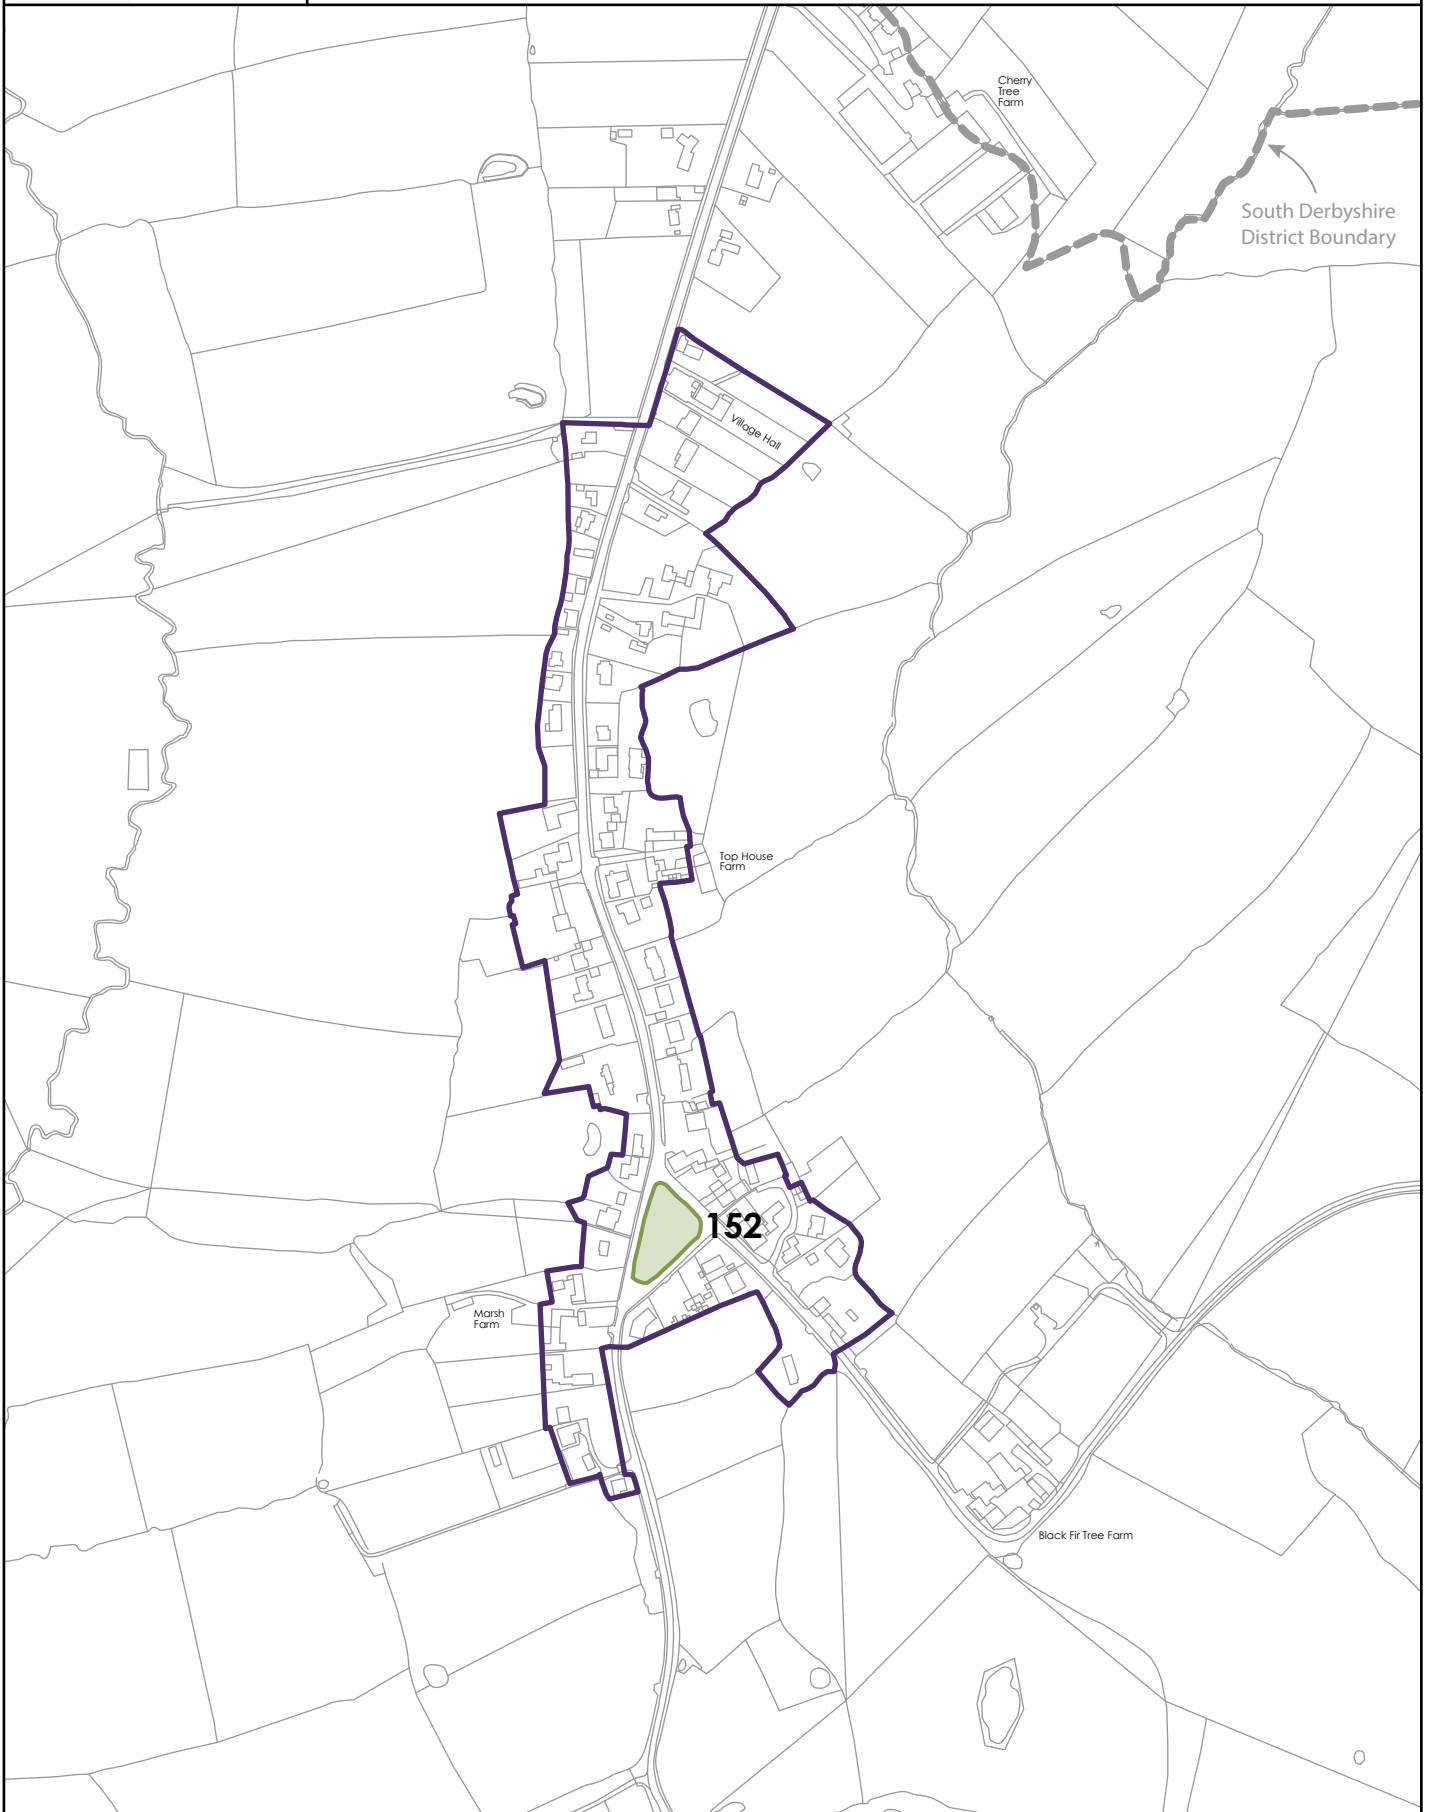 Cherry
Tree
Farm
South Derbyshire
District Boundary
Village Hall
Top House
Farm
152
Marsh
Farm
Black Fir Tree Farm